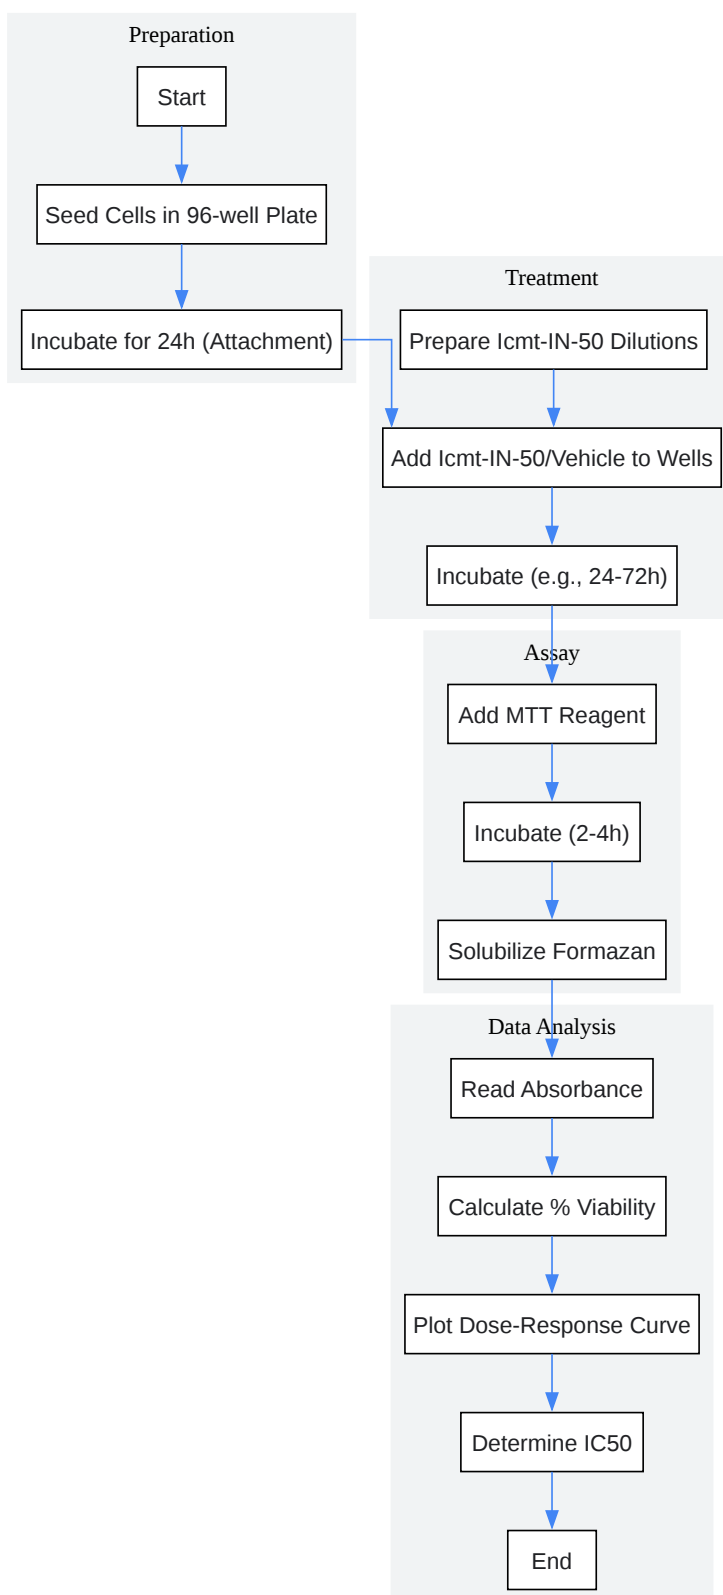 Preparation
Start
Seed Cells in 96-well Plate
Incubate for 24h (Attachment)
Treatment
Prepare Icmt-IN-50 Dilutions
Add Icmt-IN-50/Vehicle to Wells
Incubate (e.g., 24-72h)
Assay
Add MTT Reagent
Incubate (2-4h)
Solubilize Formazan
Data Analysis
Read Absorbance
Calculate % Viability
Plot Dose-Response Curve
Determine IC50
End